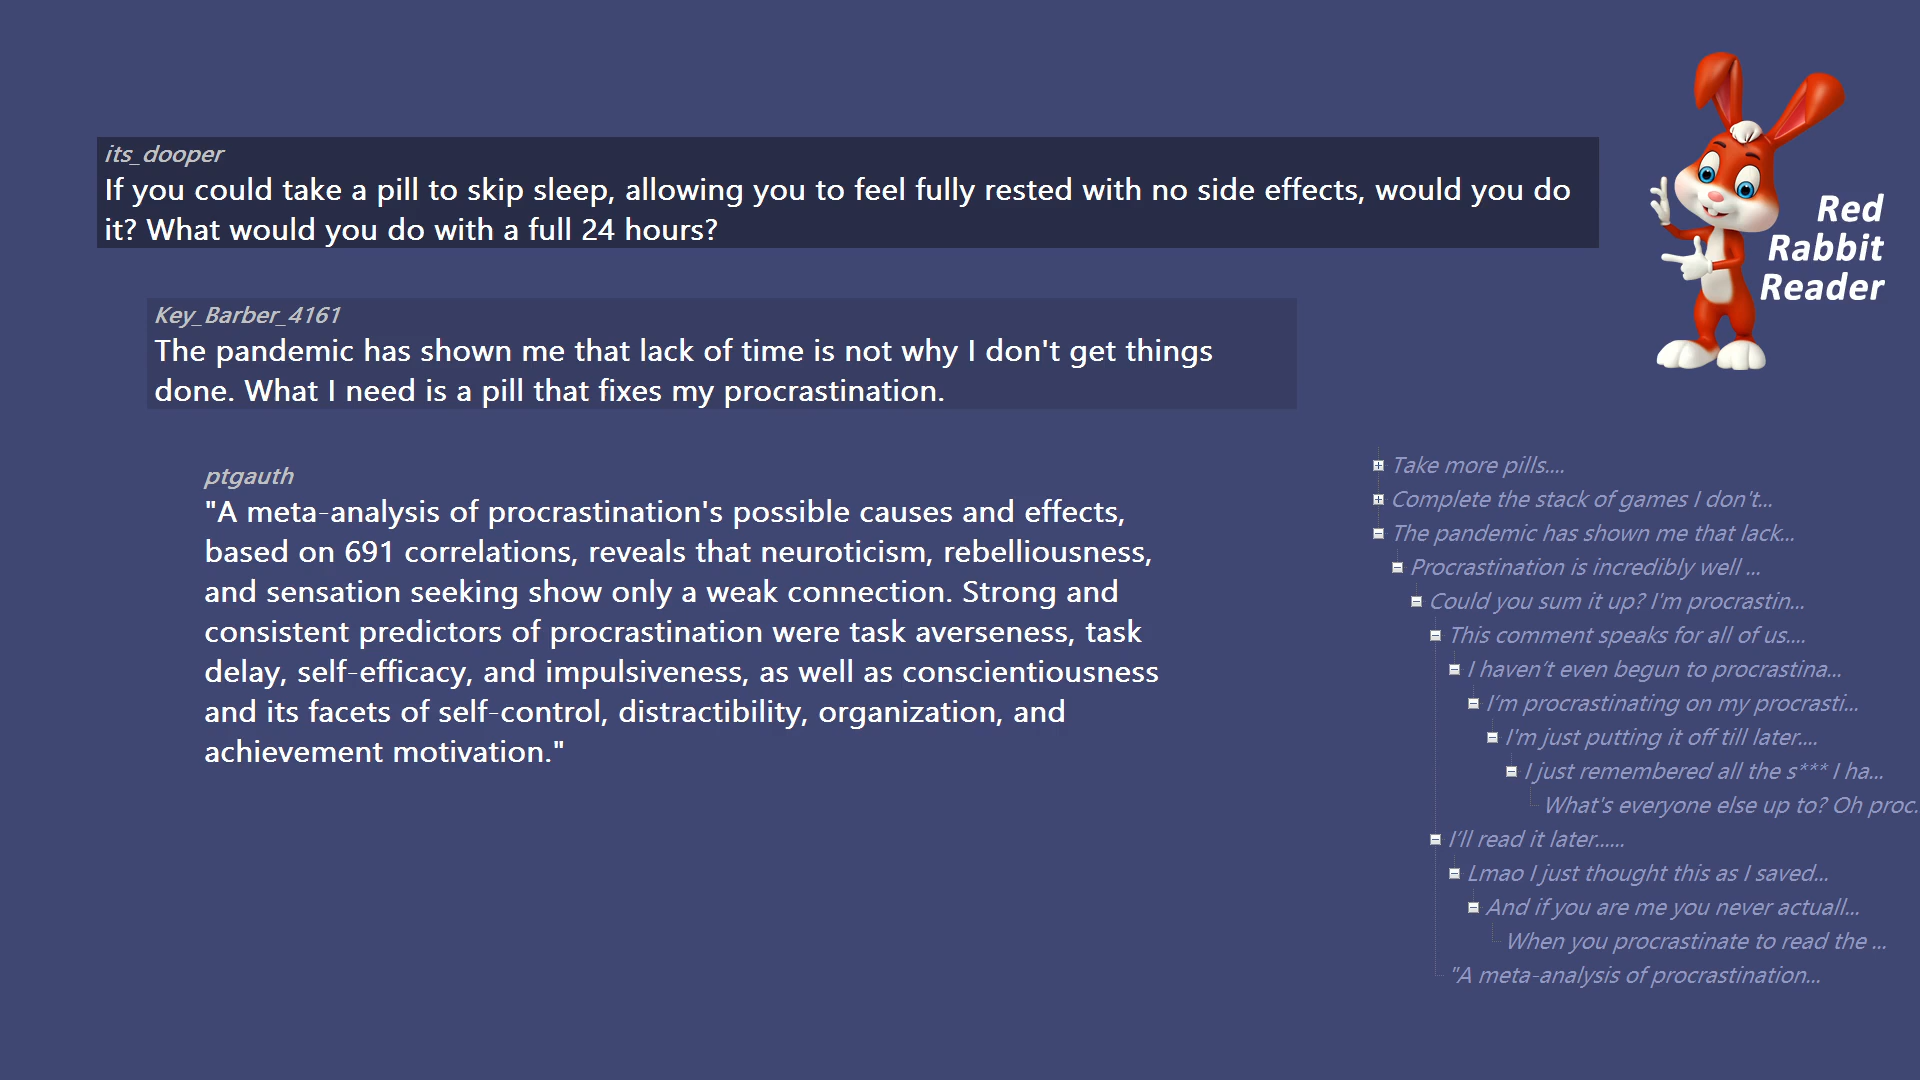 its_dooper
If you could take a pill to skip sleep, allowing you to feel fully rested with no side effects, would you do
it? What would you do with a full 24 hours?
Red
Rabbit
Reader
Key_Barber_4161
The pandemic has shown me that lack of time is not why I don't get things
done. What I need is a pill that fixes my procrastination.
ptgauth
"A meta-analysis of procrastination's possible causes and effects,
based on 691 correlations, reveals that neuroticism, rebelliousness,
and sensation seeking show only a weak connection. Strong and
consistent predictors of procrastination were task averseness, task
delay, self-efficacy, and impulsiveness, as well as conscientiousness
and its facets of self-control, distractibility, organization, and
achievement motivation."
Take more pills....
Complete the stack of games I don't...
The pandemic has shown me that lack...
Procrastination is incredibly well ...
Could you sum it up? I'm procrastin...
This comment speaks for all of us....
I haven’t even begun to procrastina...
I’m procrastinating on my procrasti...
I'm just putting it off till later....
I just remembered all the s*** I ha...
What's everyone else up to? Oh proc.
I’ll read it later......
Lmao I just thought this as I saved...
And if you are me you never actuall...
When you procrastinate to read the ...
"A meta-analysis of procrastination...